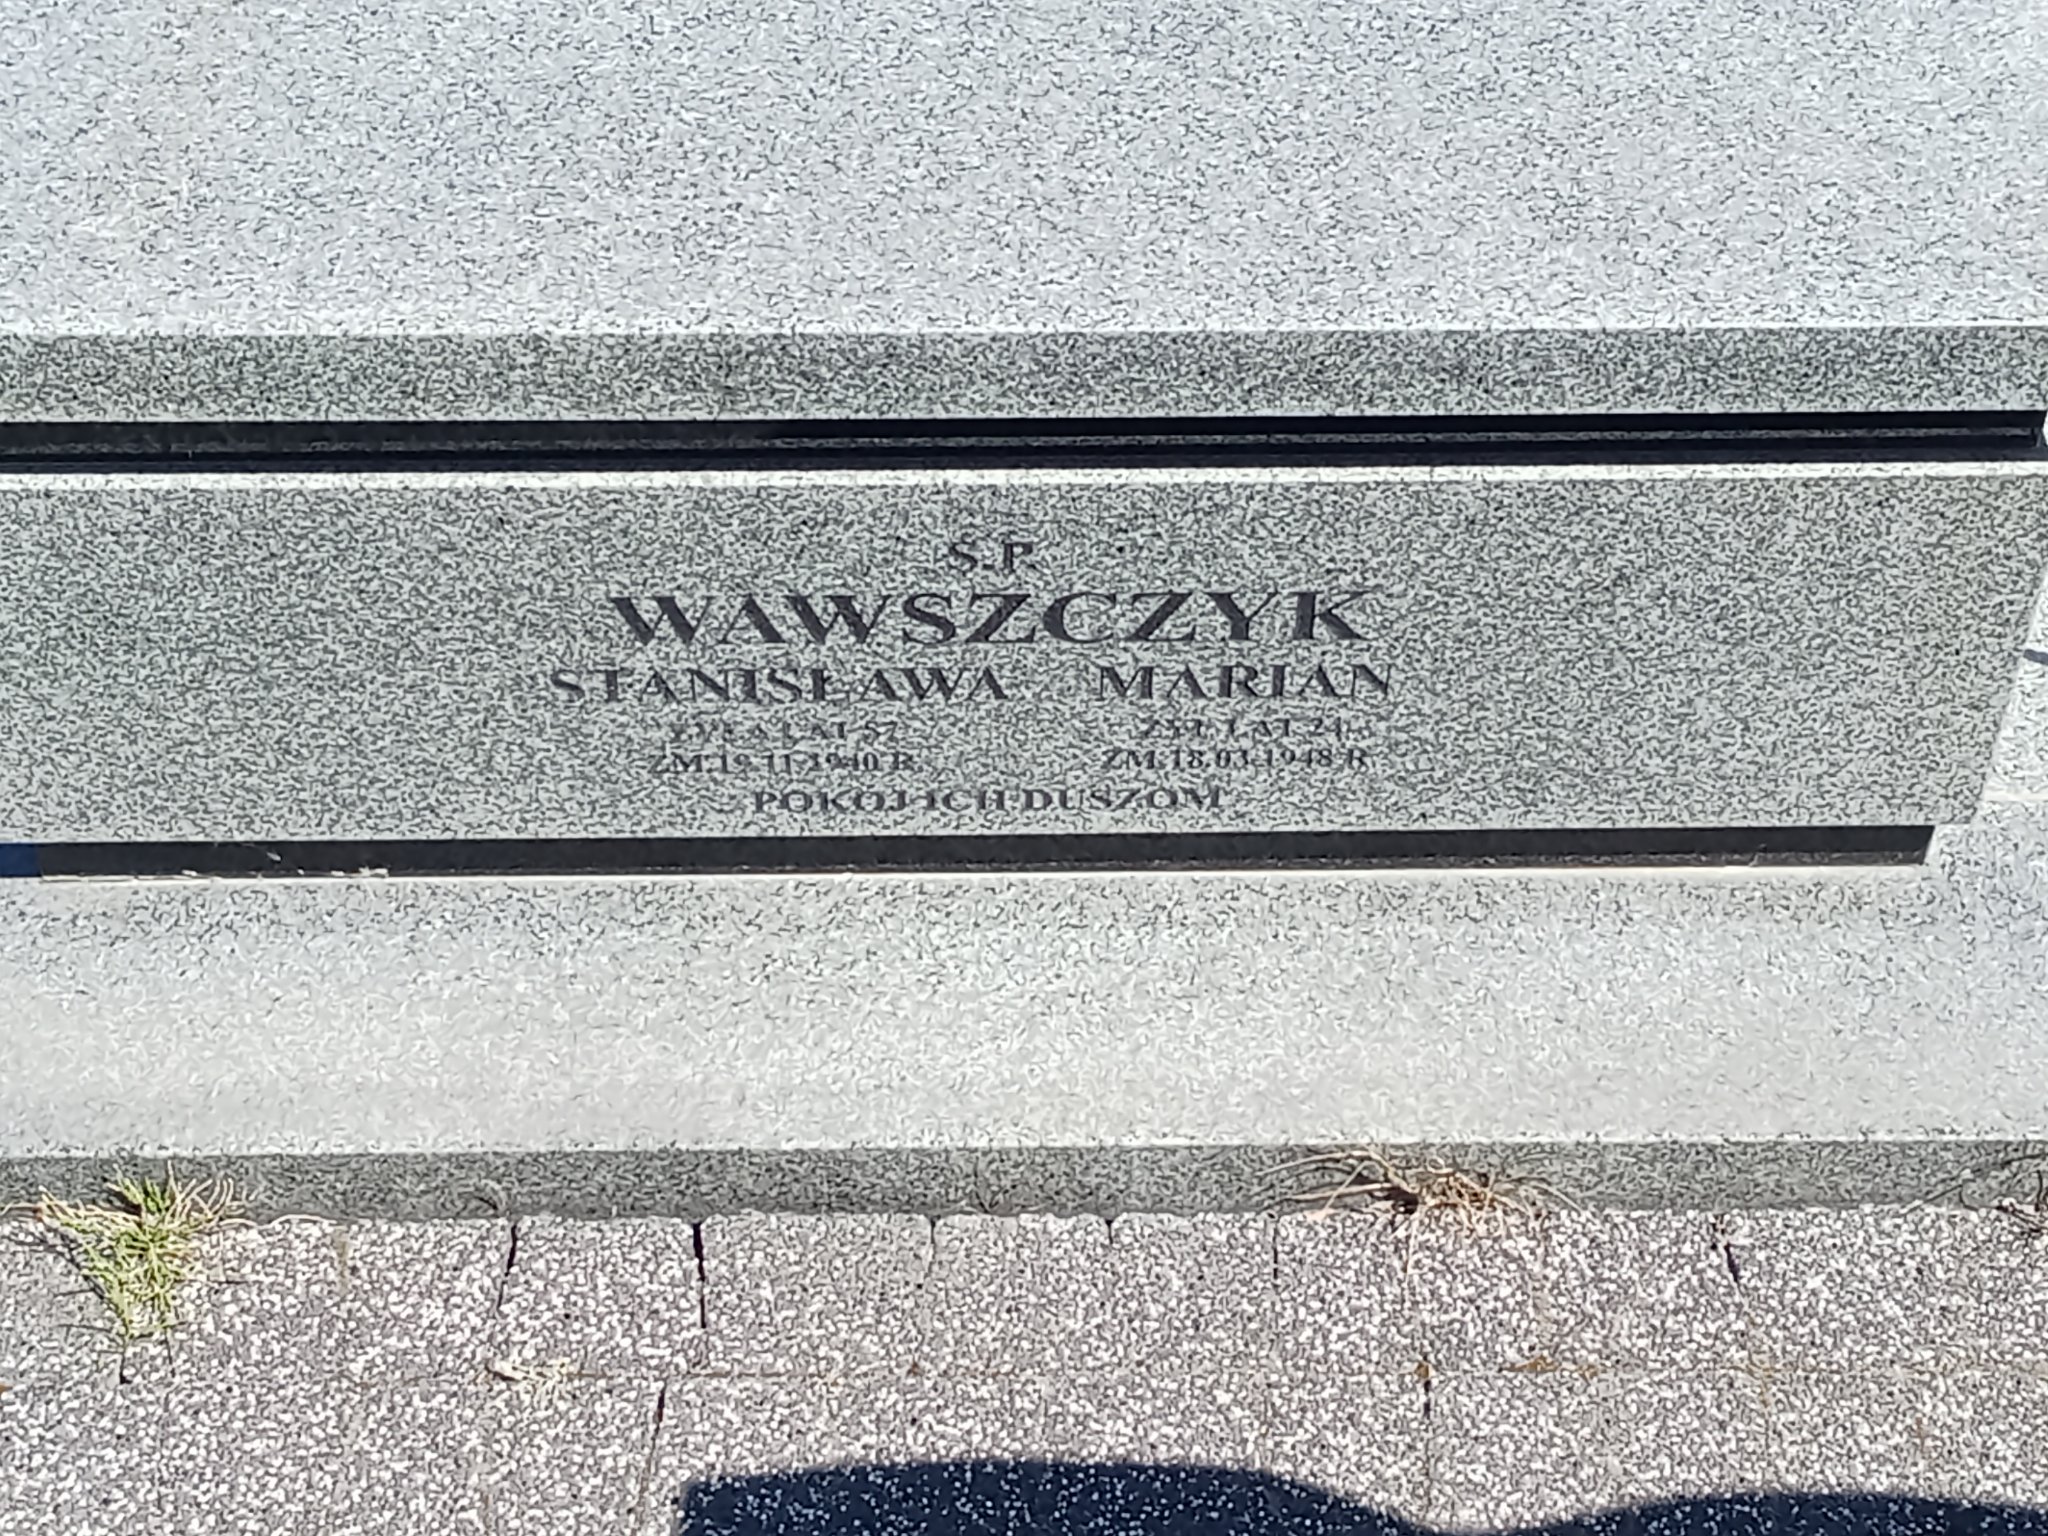 Ś.P.
WAWSZCZYK
STANISŁAWA MARIAN
ŻYŁA LAT 57 ŻYŁ LAT 24
ZM. 19.11.1940 R. ZM. 18.03.1948 R.
POKÓJ ICH DUSZOM